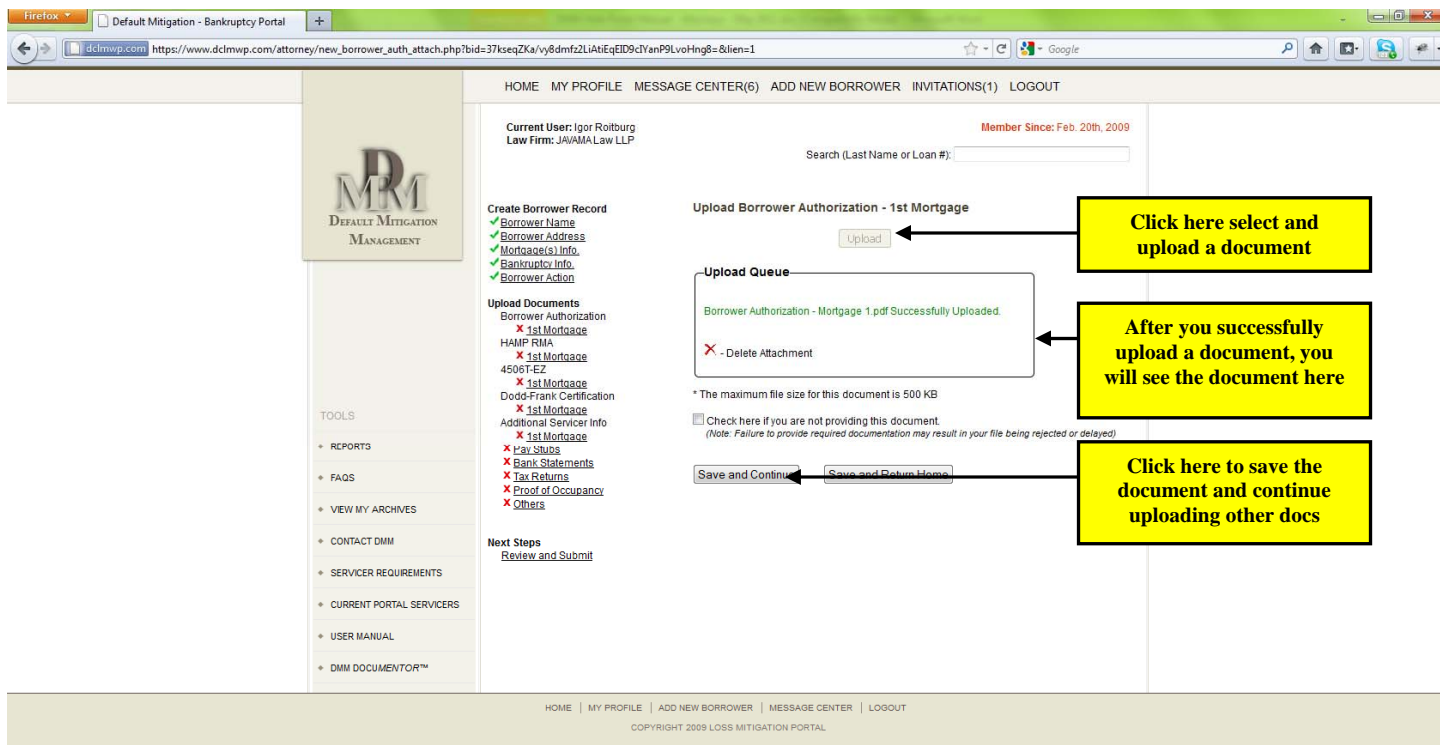 Firefox
Default Mitigation - Bankruptcy Portal
+
dclmwp.com https://www.dclmwp.com/attorney/new_borrower_auth_attach.php?bid=37kseqZKa/vy8dmfz2LiAtiEqEID9cIYanP9LvoHng8=&lien=1
Google
HOME MY PROFILE MESSAGE CENTER(6) ADD NEW BORROWER INVITATIONS(1) LOGOUT
Current User: Igor Roitburg
Law Firm: JAVAMA Law LLP
Member Since: Feb. 20th, 2009
Search (Last Name or Loan #):
DMM
DEFAULT MITIGATION
MANAGEMENT
TOOLS
REPORTS
FAQS
VIEW MY ARCHIVES
CONTACT DMM
SERVICER REQUIREMENTS
CURRENT PORTAL SERVICERS
USER MANUAL
DMM DOCUMENTOR™
Create Borrower Record
Borrower Name
Borrower Address
Mortgage(s) Info.
Bankruptcy Info.
Borrower Action
Upload Documents
Borrower Authorization
X 1st Mortgage
HAMP RMA
X 1st Mortgage
4506T-EZ
X 1st Mortgage
Dodd-Frank Certification
X 1st Mortgage
Additional Servicer Info
X 1st Mortgage
X Pay Stubs
X Bank Statements
X Tax Returns
X Proof of Occupancy
X Others
Next Steps
Review and Submit
Upload Borrower Authorization - 1st Mortgage
Upload
Upload Queue
Borrower Authorization - Mortgage 1.pdf Successfully Uploaded.
X - Delete Attachment
* The maximum file size for this document is 500 KB
Check here if you are not providing this document.
(Note: Failure to provide required documentation may result in your file being rejected or delayed)
Save and Continue
Save and Return Home
Click here select and
upload a document
After you successfully
upload a document, you
will see the document here
Click here to save the
document and continue
uploading other docs
HOME | MY PROFILE | ADD NEW BORROWER | MESSAGE CENTER | LOGOUT
COPYRIGHT 2009 LOSS MITIGATION PORTAL